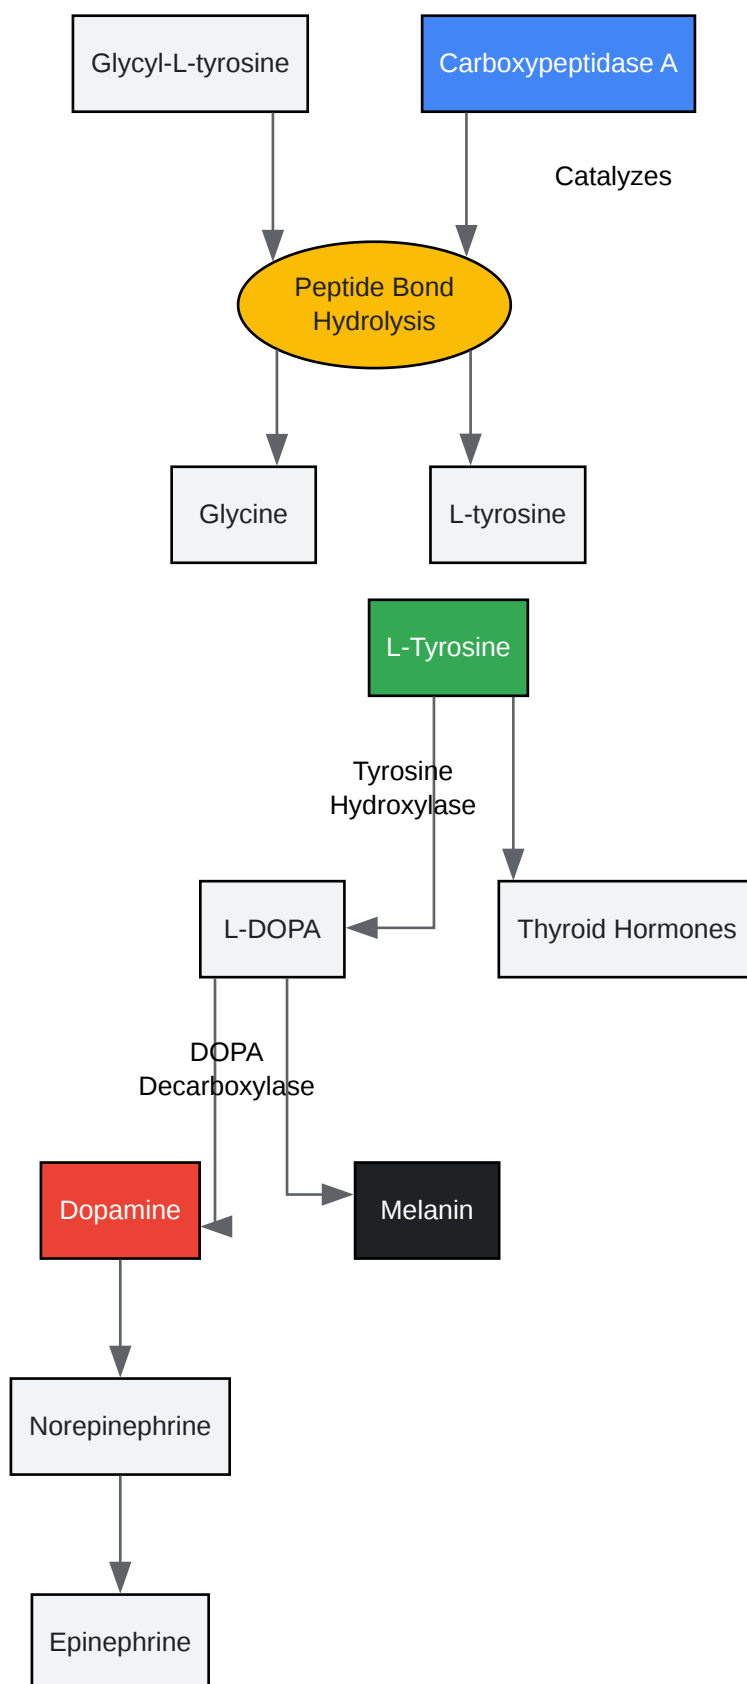 Glycyl-L-tyrosine
Carboxypeptidase A
Catalyzes
Peptide Bond
Hydrolysis
Glycine
L-tyrosine
L-Tyrosine
Tyrosine
Hydroxylase
L-DOPA
Thyroid Hormones
DOPA
Decarboxylase
Dopamine
Melanin
Norepinephrine
Epinephrine